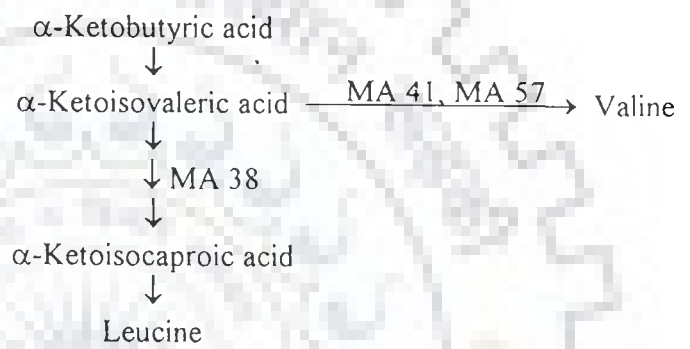 α-Ketobutyric acid
↓
α-Ketoisovaleric acid MA 41, MA 57 → Valine
↓
↓ MA 38
↓
α-Ketoisocaproic acid
↓
Leucine